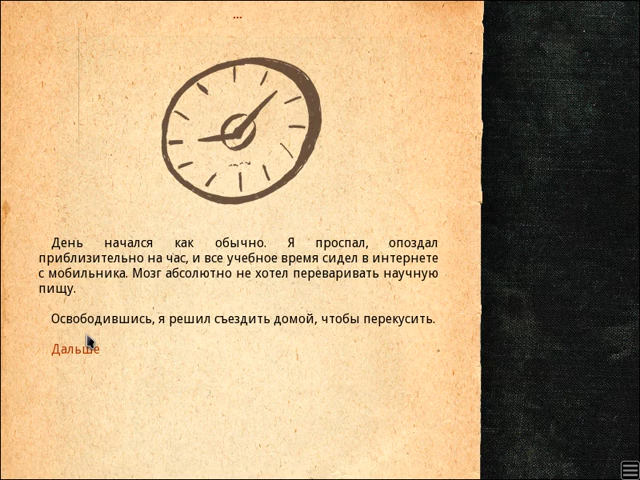 ...
День начался как обычно. Я проспал, опоздал
приблизительно на час, и все учебное время сидел в интернете
с мобильника. Мозг абсолютно не хотел переваривать научную
пищу.
Освободившись, я решил съездить домой, чтобы перекусить.
Дальше